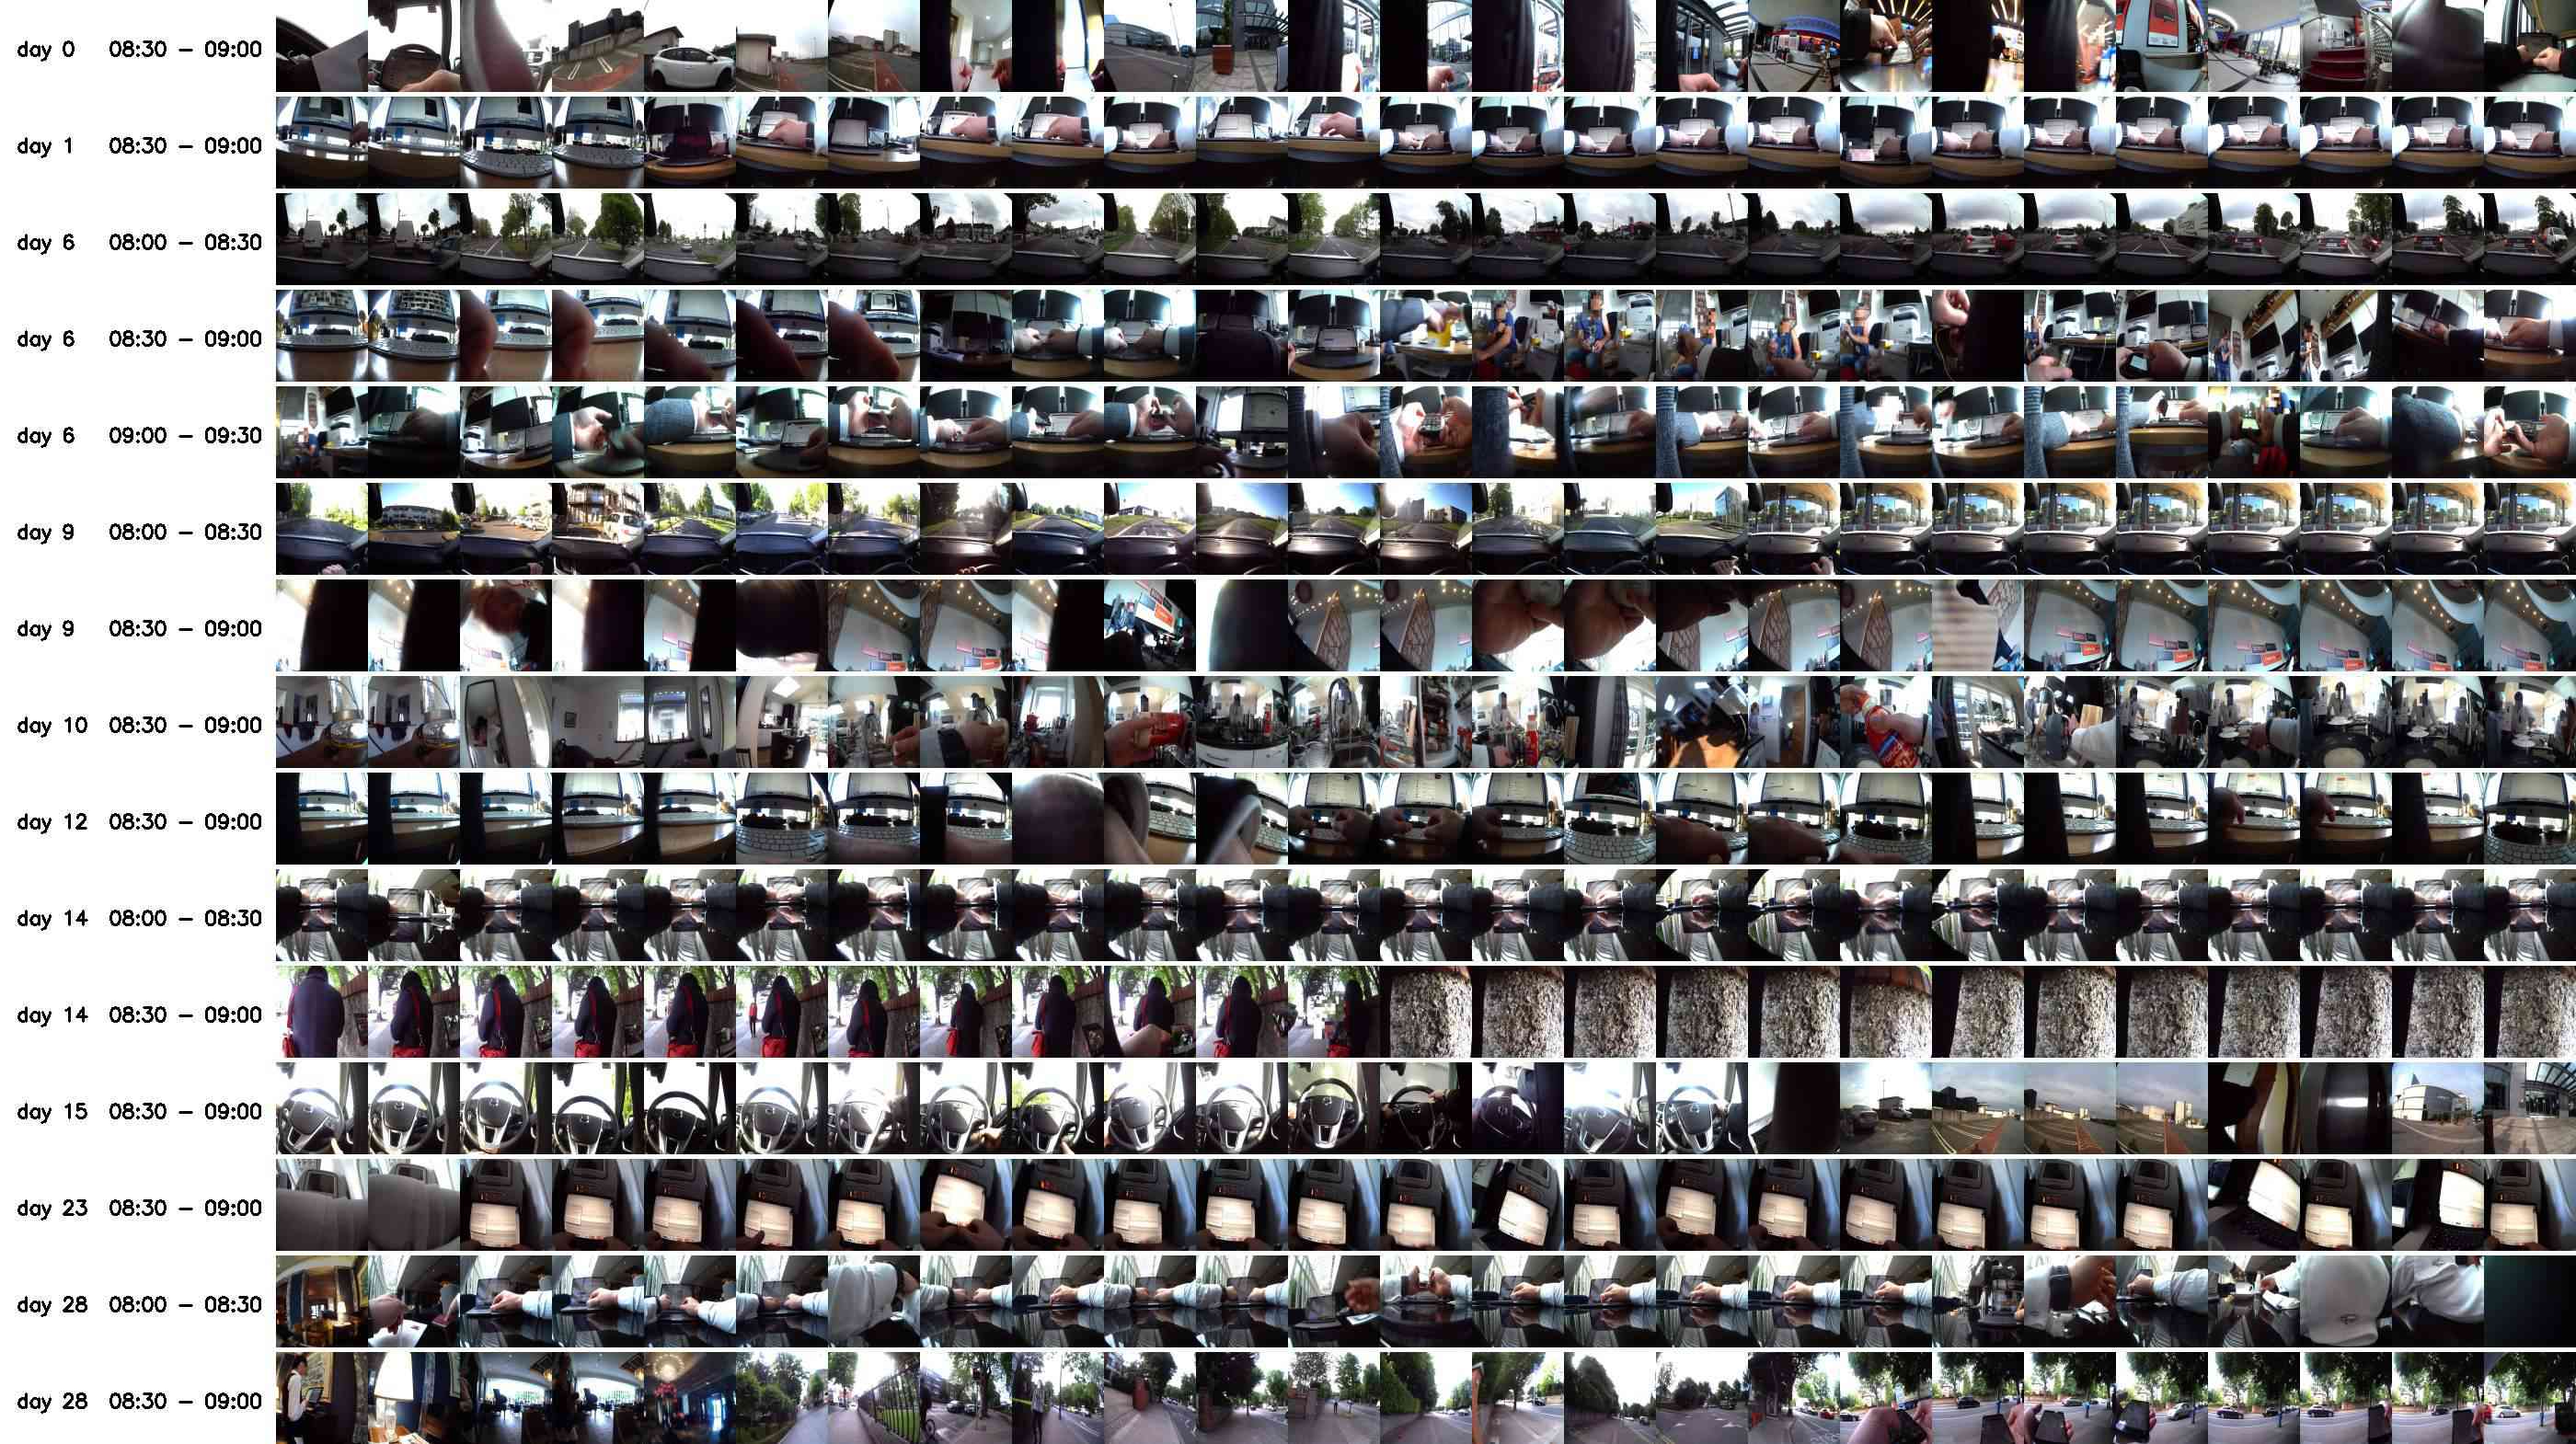 day 0 08:30 - 09:00
day 1 08:30 - 09:00
day 6 08:00 - 08:30
day 6 08:30 - 09:00
day 6 09:00 - 09:30
day 9 08:00 - 08:30
day 9 08:30 - 09:00
day 10 08:30 - 09:00
day 12 08:30 - 09:00
day 14 08:00 - 08:30
day 14 08:30 - 09:00
day 15 08:30 - 09:00
day 23 08:30 - 09:00
day 28 08:00 - 08:30
day 28 08:30 - 09:00